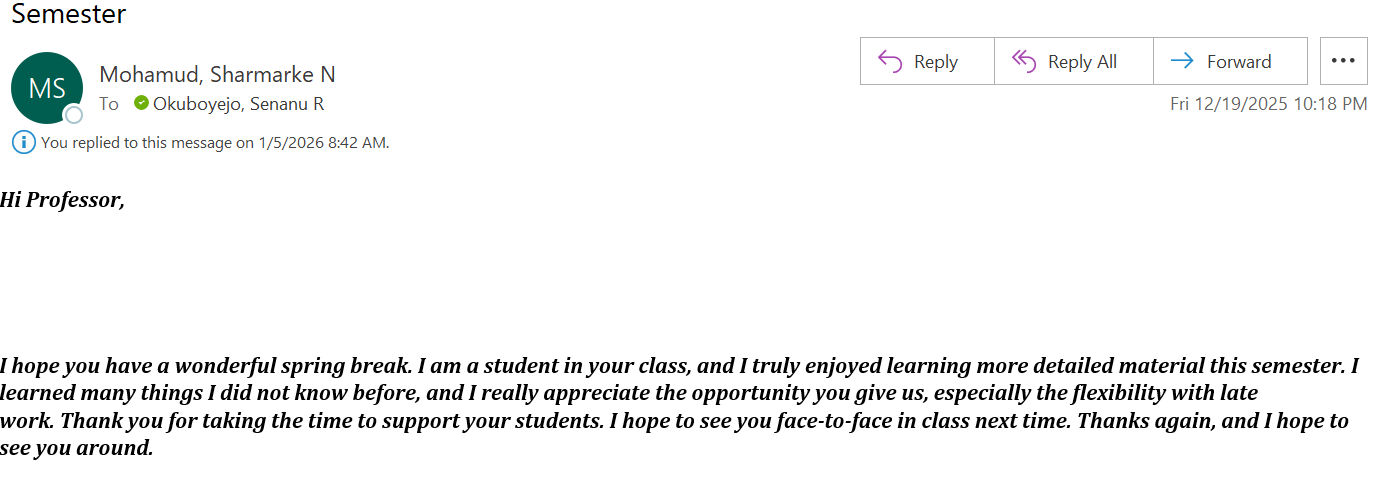 Semester
MS
Mohamud, Sharmarke N
To Okuboyejo, Senanu R
Reply
Reply All
Forward
Fri 12/19/2025 10:18 PM
You replied to this message on 1/5/2026 8:42 AM.
Hi Professor,
I hope you have a wonderful spring break. I am a student in your class, and I truly enjoyed learning more detailed material this semester. I
learned many things I did not know before, and I really appreciate the opportunity you give us, especially the flexibility with late
work. Thank you for taking the time to support your students. I hope to see you face-to-face in class next time. Thanks again, and I hope to
see you around.